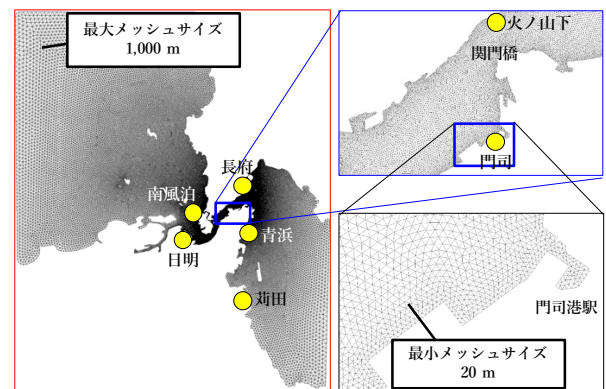 最大メッシュサイズ
1,000 m
火ノ山下
関門橋
門司
長府
南風泊
青浜
日明
苅田
門司港駅
最小メッシュサイズ
20 m